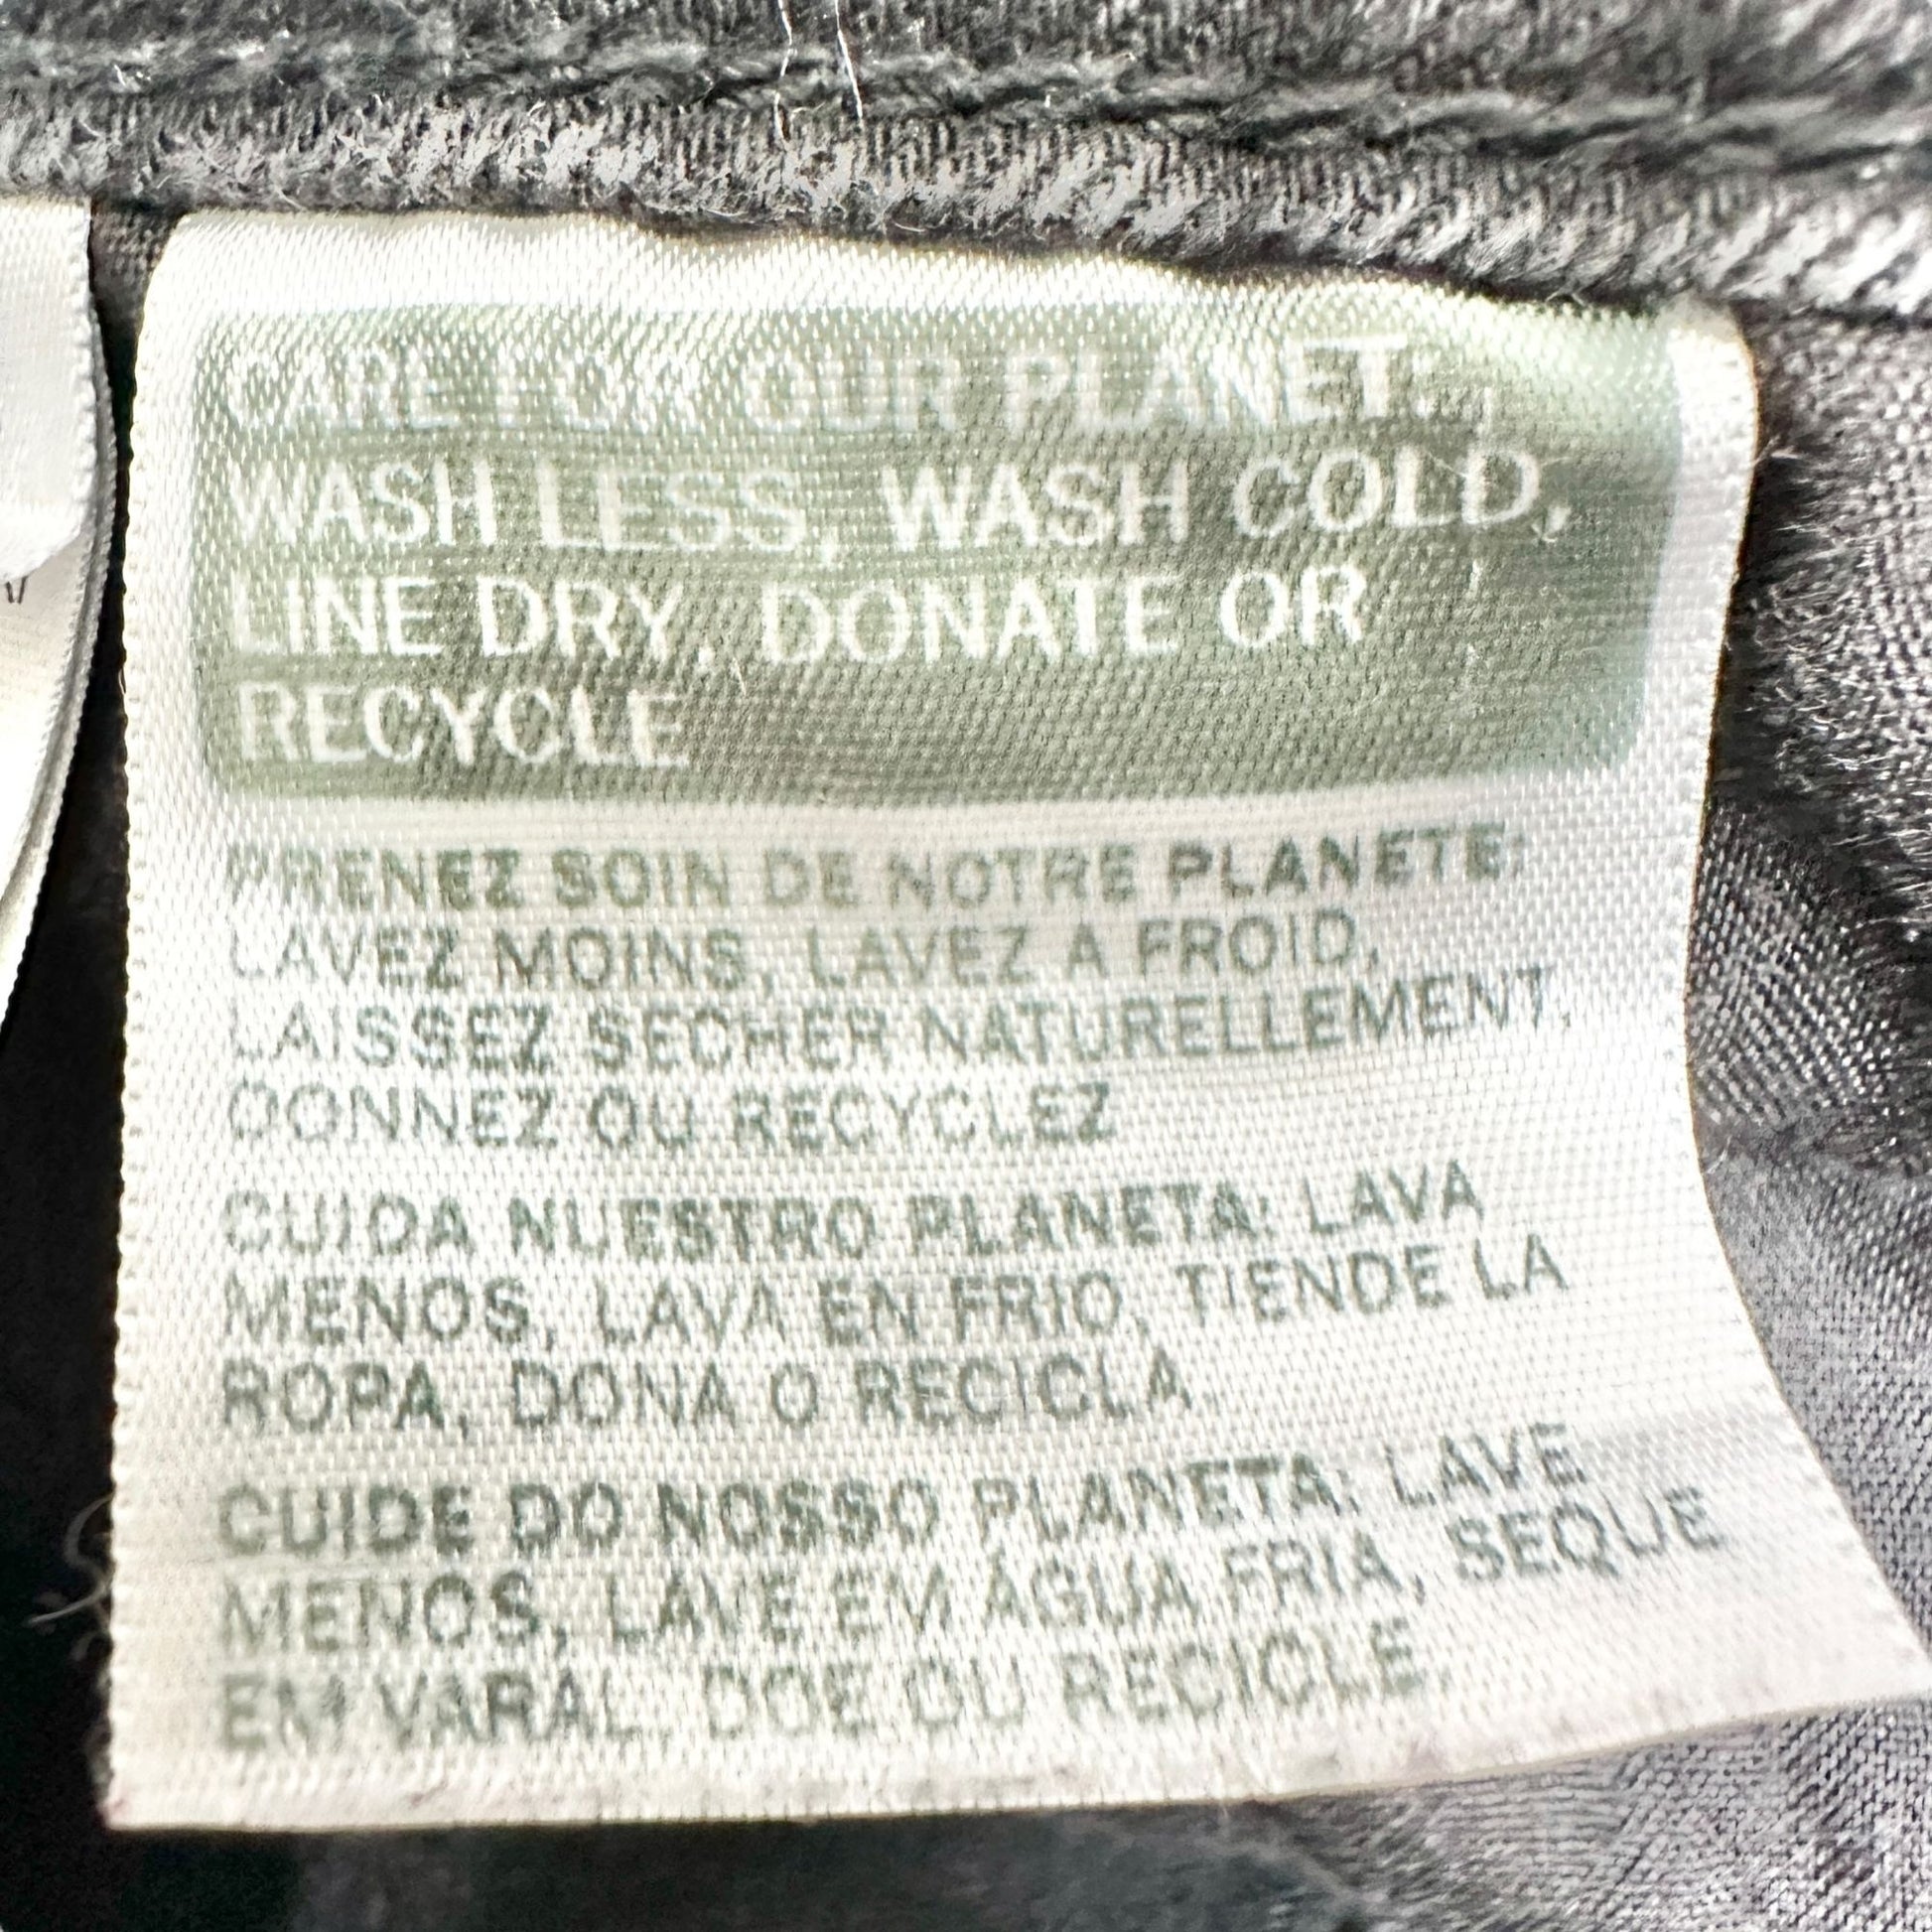 CARE FOR OUR PLANET:
WASH LESS, WASH COLD,
LINE DRY, DONATE OR
RECYCLE
PRENEZ SOIN DE NOTRE PLANETE:
LAVEZ MOINS, LAVEZ A FROID,
LAISSEZ SECHER NATURELLEMENT,
DONNEZ OU RECYCLEZ
CUIDA NUESTRO PLANETA: LAVA
MENOS, LAVA EN FRIO, TIENDE LA
ROPA, DONA O RECICLA.
CUIDE DO NOSSO PLANETA: LAVE
MENOS, LAVE EM ÁGUA FRIA, SEQUE
EM VARAL. DOE OU RECICLE.